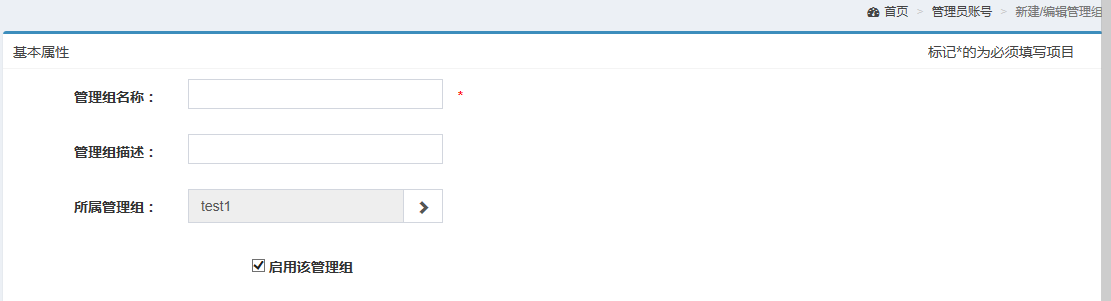 首页 > 管理员账号 > 新建/编辑管理组
基本属性 标记*的为必须填写项目
管理组名称： *
管理组描述：
所属管理组： test1
启用该管理组